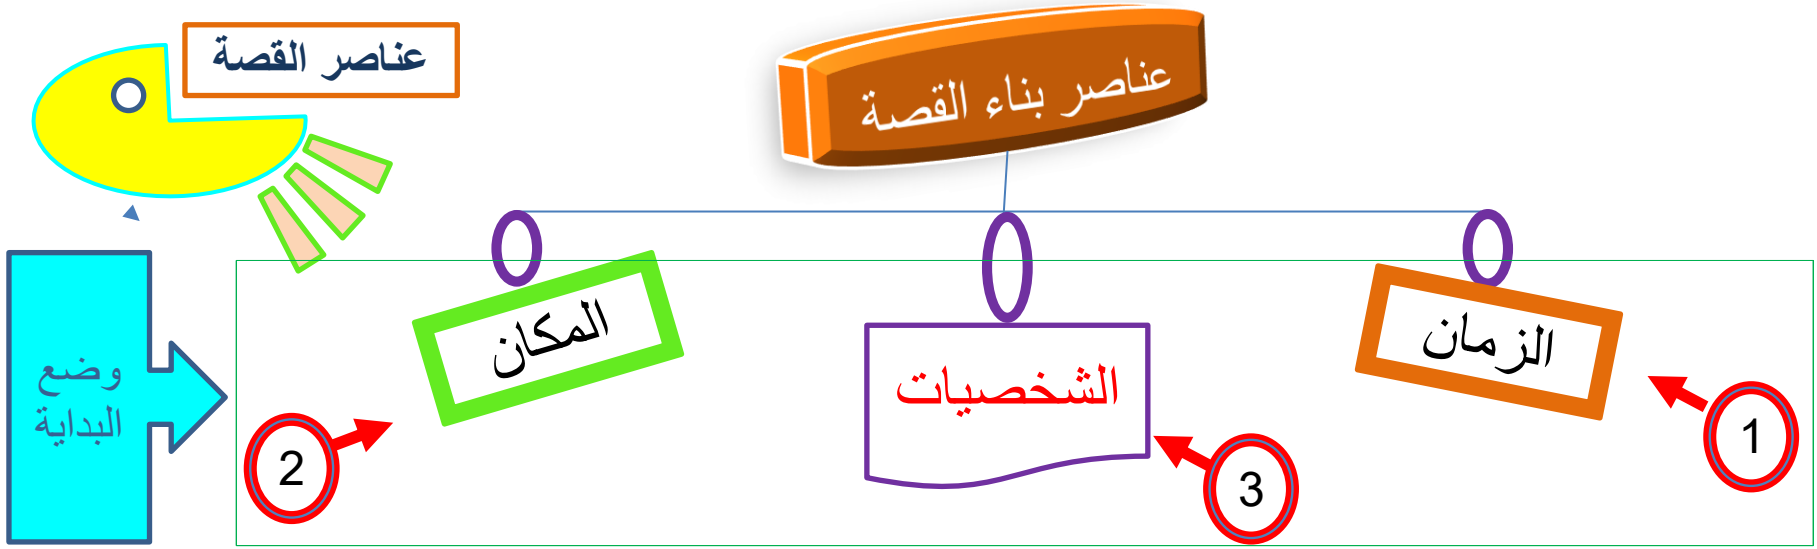 عناصر بناء القصة
عناصر القصة
الزمان
الشخصيات
المكان
وضع
البداية
1
3
2